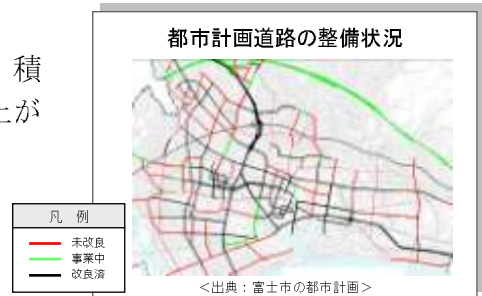 積
上が
都市計画道路の整備状況
凡 例
未改良
事業中
改良済
<出典：富士市の都市計画>